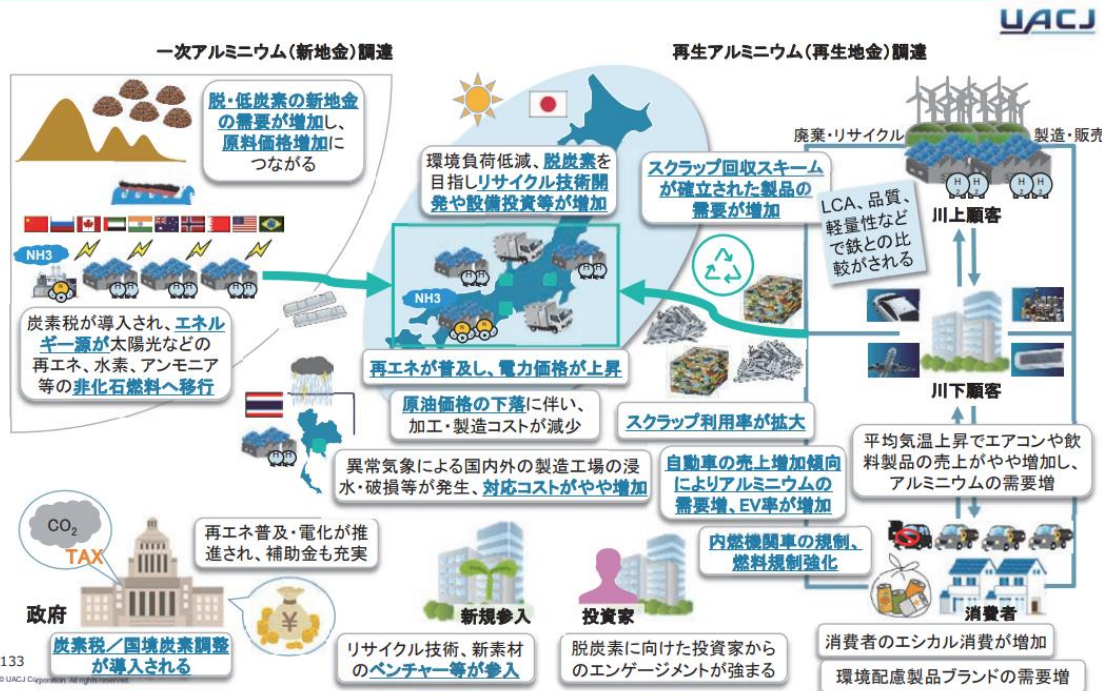 UACJ
一次アルミニウム(新地金)調達
再生アルミニウム(再生地金)調達
脱・低炭素の新地金
の需要が増加し、
原料価格増加に
つながる
NH3
炭素税が導入され、エネル
ギー源が太陽光などの
再エネ、水素、アンモニア
等の非化石燃料へ移行
環境負荷低減、脱炭素を
目指しリサイクル技術開
発や設備投資等が増加
NH3
再エネが普及し、電力価格が上昇
原油価格の下落に伴い、
加工・製造コストが減少
異常気象による国内外の製造工場の浸
水・破損等が発生、対応コストがやや増加
スクラップ回収スキーム
が確立された製品の
需要が増加
スクラップ利用率が拡大
自動車の売上増加傾向
によりアルミニウムの
需要増、EV率が増加
内燃機関車の規制、
燃料規制強化
廃棄・リサイクル
製造・販売
H2
H2
H2
H2
川上顧客
LCA、品質、
軽量性など
で鉄との比
較がされる
川下顧客
平均気温上昇でエアコンや飲
料製品の売上がやや増加し、
アルミニウムの需要増
消費者
消費者のエシカル消費が増加
環境配慮製品ブランドの需要増
CO2
TAX
政府
再エネ普及・電化が推
進され、補助金も充実
¥
炭素税/国境炭素調整
が導入される
新規参入
リサイクル技術、新素材
のベンチャー等が参入
投資家
脱炭素に向けた投資家から
のエンゲージメントが強まる
133
© UACJ Corporation. All rights reserved.